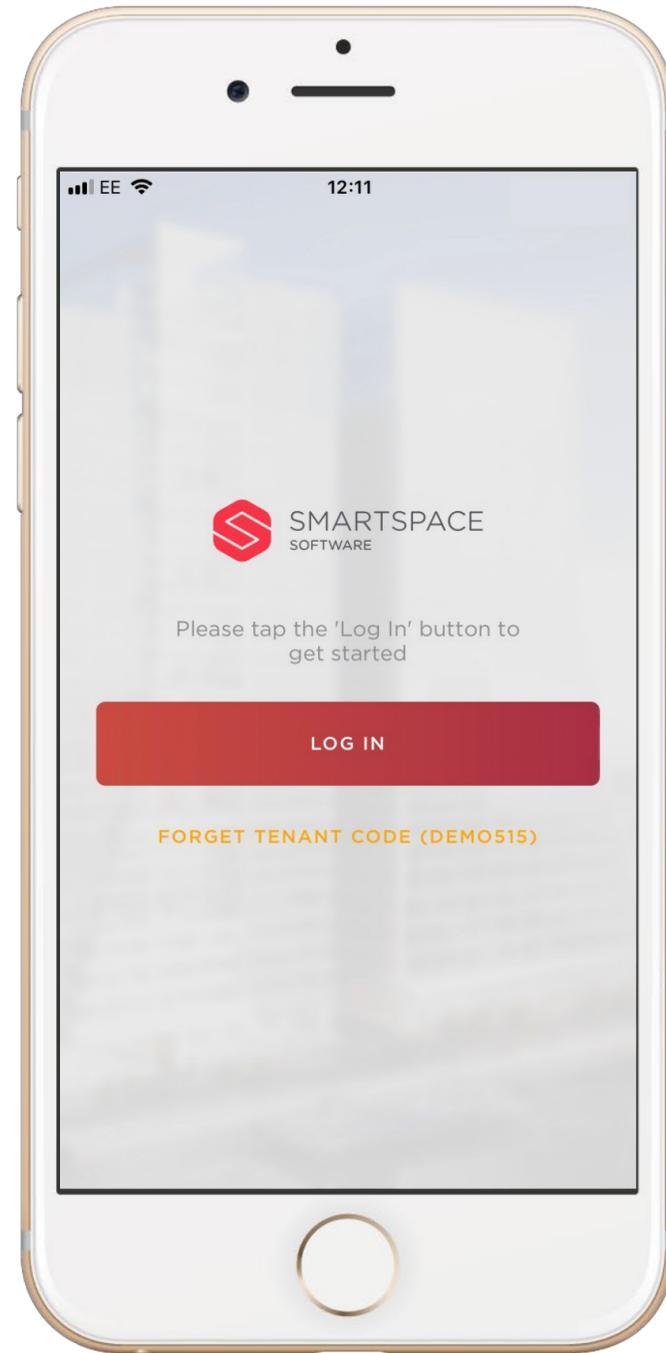 EE 12:11
SMARTSPACE
SOFTWARE
Please tap the 'Log In' button to
get started
LOG IN
FORGET TENANT CODE (DEMO515)